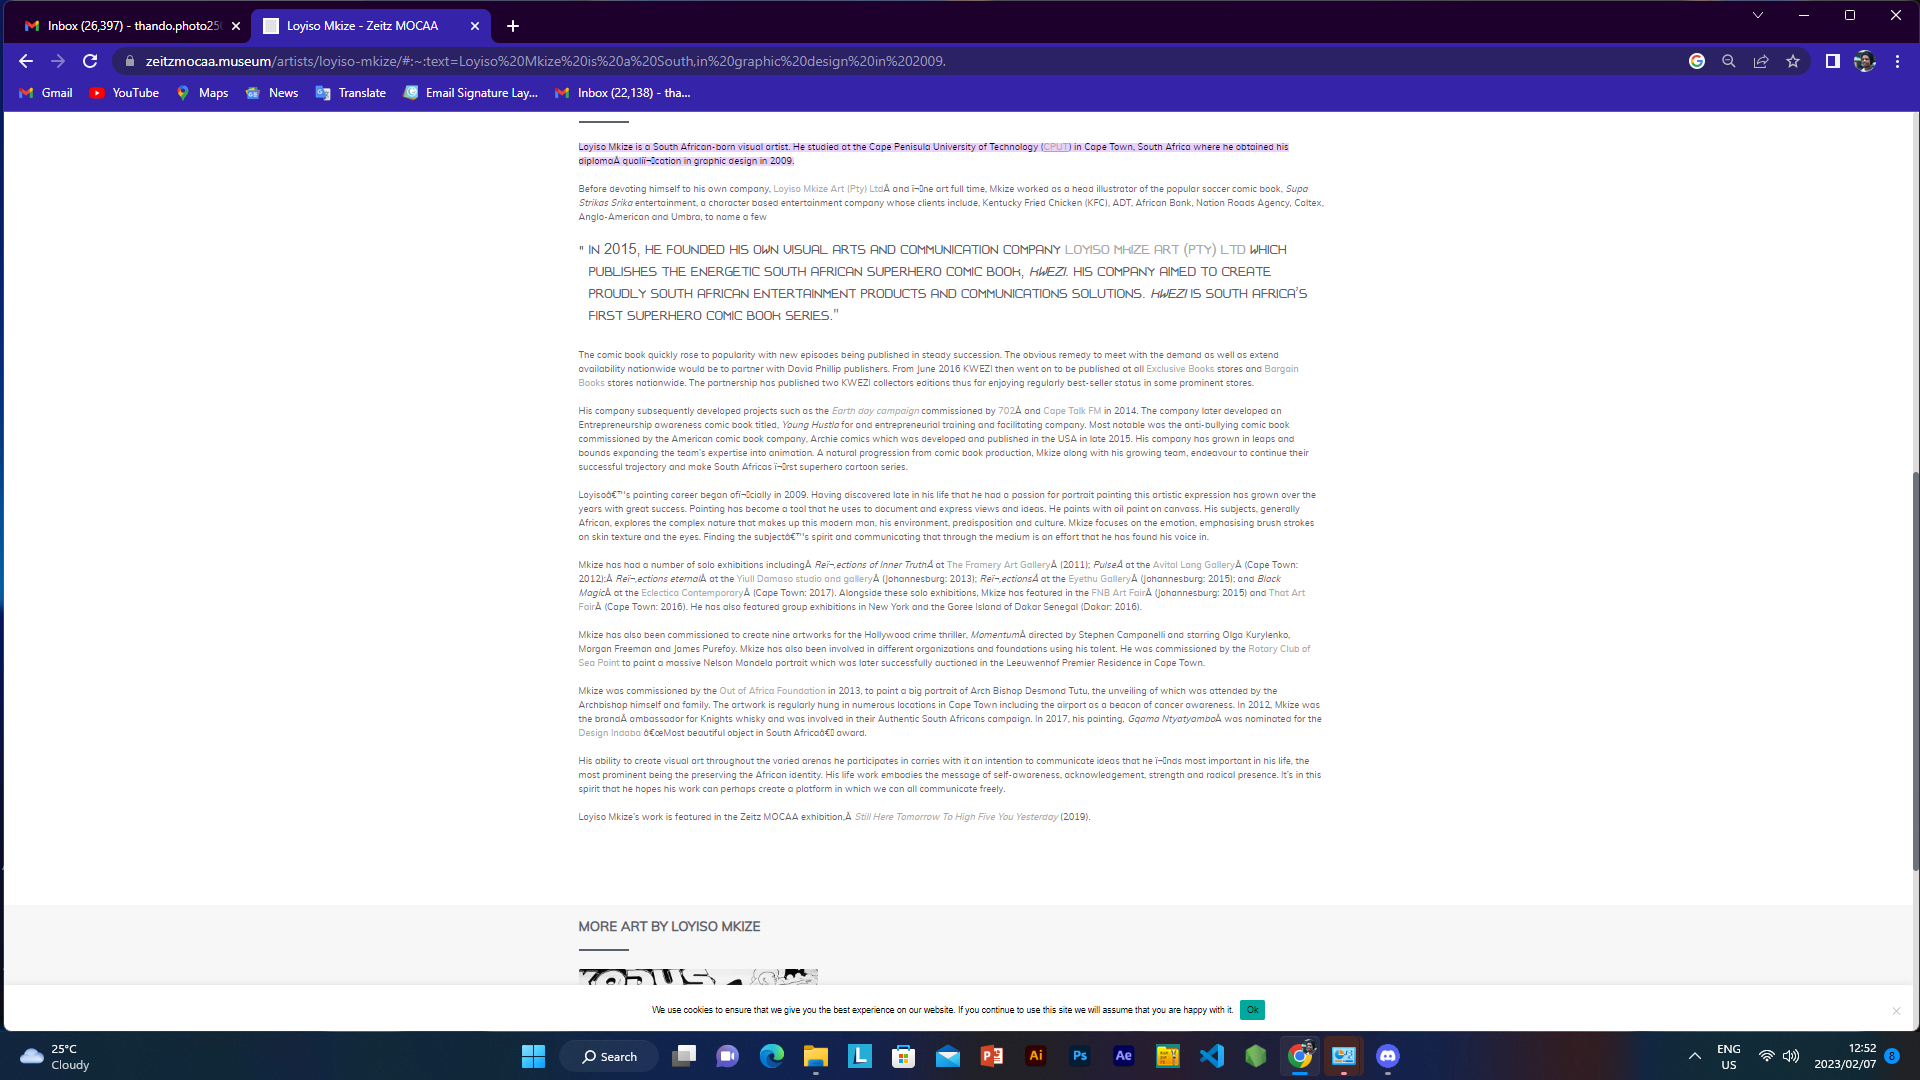 Inbox (26,397) - thando.photo250
Loyiso Mkize - Zeitz MOCAA
zeitzmocaa.museum/artists/loyiso-mkize/#:~:text=Loyiso%20Mkize%20is%20a%20South,in%20graphic%20design%20in%202009.
Gmail YouTube Maps News Translate Email Signature Lay... Inbox (22,138) - tha...
Loyiso Mkize is a South African-born visual artist. He studied at the Cape Penisula University of Technology (CPUT) in Cape Town, South Africa where he obtained his
diplomaÂ qualiï¬cation in graphic design in 2009.
Before devoting himself to his own company, Loyiso Mkize Art (Pty) LtdÂ and ï¬ne art full time, Mkize worked as a head illustrator of the popular soccer comic book, Supa
Strikas Srika entertainment, a character based entertainment company whose clients include, Kentucky Fried Chicken (KFC), ADT, African Bank, Nation Roads Agency, Caltex,
Anglo-American and Umbra, to name a few
" IN 2015, HE FOUNDED HIS OWN VISUAL ARTS AND COMMUNICATION COMPANY LOYISO MKIZE ART (PTY) LTD WHICH
PUBLISHES THE ENERGETIC SOUTH AFRICAN SUPERHERO COMIC BOOK, KWEZI. HIS COMPANY AIMED TO CREATE
PROUDLY SOUTH AFRICAN ENTERTAINMENT PRODUCTS AND COMMUNICATIONS SOLUTIONS. KWEZI IS SOUTH AFRICA'S
FIRST SUPERHERO COMIC BOOK SERIES."
The comic book quickly rose to popularity with new episodes being published in steady succession. The obvious remedy to meet with the demand as well as extend
availability nationwide would be to partner with David Phillip publishers. From June 2016 KWEZI then went on to be published at all Exclusive Books stores and Bargain
Books stores nationwide. The partnership has published two KWEZI collectors editions thus far enjoying regularly best-seller status in some prominent stores.
His company subsequently developed projects such as the Earth day campaign commissioned by 702Â and Cape Talk FM in 2014. The company later developed an
Entrepreneurship awareness comic book titled, Young Hustla for and entrepreneurial training and facilitating company. Most notable was the anti-bullying comic book
commissioned by the American comic book company, Archie comics which was developed and published in the USA in late 2015. His company has grown in leaps and
bounds expanding the team's expertise into animation. A natural progression from comic book production, Mkize along with his growing team, endeavour to continue their
successful trajectory and make South Africas ï¬rst superhero cartoon series.
Loyisoâ€™'s painting career began ofï¬cially in 2009. Having discovered late in his life that he had a passion for portrait painting this artistic expression has grown over the
years with great success. Painting has become a tool that he uses to document and express views and ideas. He paints with oil paint on canvass. His subjects, generally
African, explores the complex nature that makes up this modern man, his environment, predisposition and culture. Mkize focuses on the emotion, emphasising brush strokes
on skin texture and the eyes. Finding the subjectâ€™'s spirit and communicating that through the medium is an effort that he has found his voice in.
Mkize has had a number of solo exhibitions includingÂ Reï¬‚ections of Inner TruthÂ at The Framery Art GalleryÂ (2011); PulseÂ at the Avital Lang GalleryÂ (Cape Town:
2012);Â Reï¬‚ections eternalÂ at the Yiull Damaso studio and galleryÂ (Johannesburg: 2013); Reï¬‚ectionsÂ at the Eyethu GalleryÂ (Johannesburg: 2015); and Black
MagicÂ at the Eclectica ContemporaryÂ (Cape Town: 2017). Alongside these solo exhibitions, Mkize has featured in the FNB Art FairÂ (Johannesburg: 2015) and That Art
FairÂ (Cape Town: 2016). He has also featured group exhibitions in New York and the Goree Island of Dakar Senegal (Dakar: 2016).
Mkize has also been commissioned to create nine artworks for the Hollywood crime thriller, MomentumÂ directed by Stephen Campanelli and starring Olga Kurylenko,
Morgan Freeman and James Purefoy. Mkize has also been involved in different organizations and foundations using his talent. He was commissioned by the Rotary Club of
Sea Point to paint a massive Nelson Mandela portrait which was later successfully auctioned in the Leeuwenhof Premier Residence in Cape Town.
Mkize was commissioned by the Out of Africa Foundation in 2013, to paint a big portrait of Arch Bishop Desmond Tutu, the unveiling of which was attended by the
Archbishop himself and family. The artwork is regularly hung in numerous locations in Cape Town including the airport as a beacon of cancer awareness. In 2012, Mkize was
the brandÂ ambassador for Knights whisky and was involved in their Authentic South Africans campaign. In 2017, his painting, Gqama NtyatyamboÂ was nominated for the
Design Indaba â€œMost beautiful object in South Africaâ€ award.
His ability to create visual art throughout the varied arenas he participates in carries with it an intention to communicate ideas that he ï¬nds most important in his life, the
most prominent being the preserving the African identity. His life work embodies the message of self-awareness, acknowledgement, strength and radical presence. It's in this
spirit that he hopes his work can perhaps create a platform in which we can all communicate freely.
Loyiso Mkize's work is featured in the Zeitz MOCAA exhibition,Â Still Here Tomorrow To High Five You Yesterday (2019).
MORE ART BY LOYISO MKIZE
We use cookies to ensure that we give you the best experience on our website. If you continue to use this site we will assume that you are happy with it. Ok
25°C
Cloudy
Search
L
Ai
Ps
Ae
ENG
US
12:52
2023/02/07
8